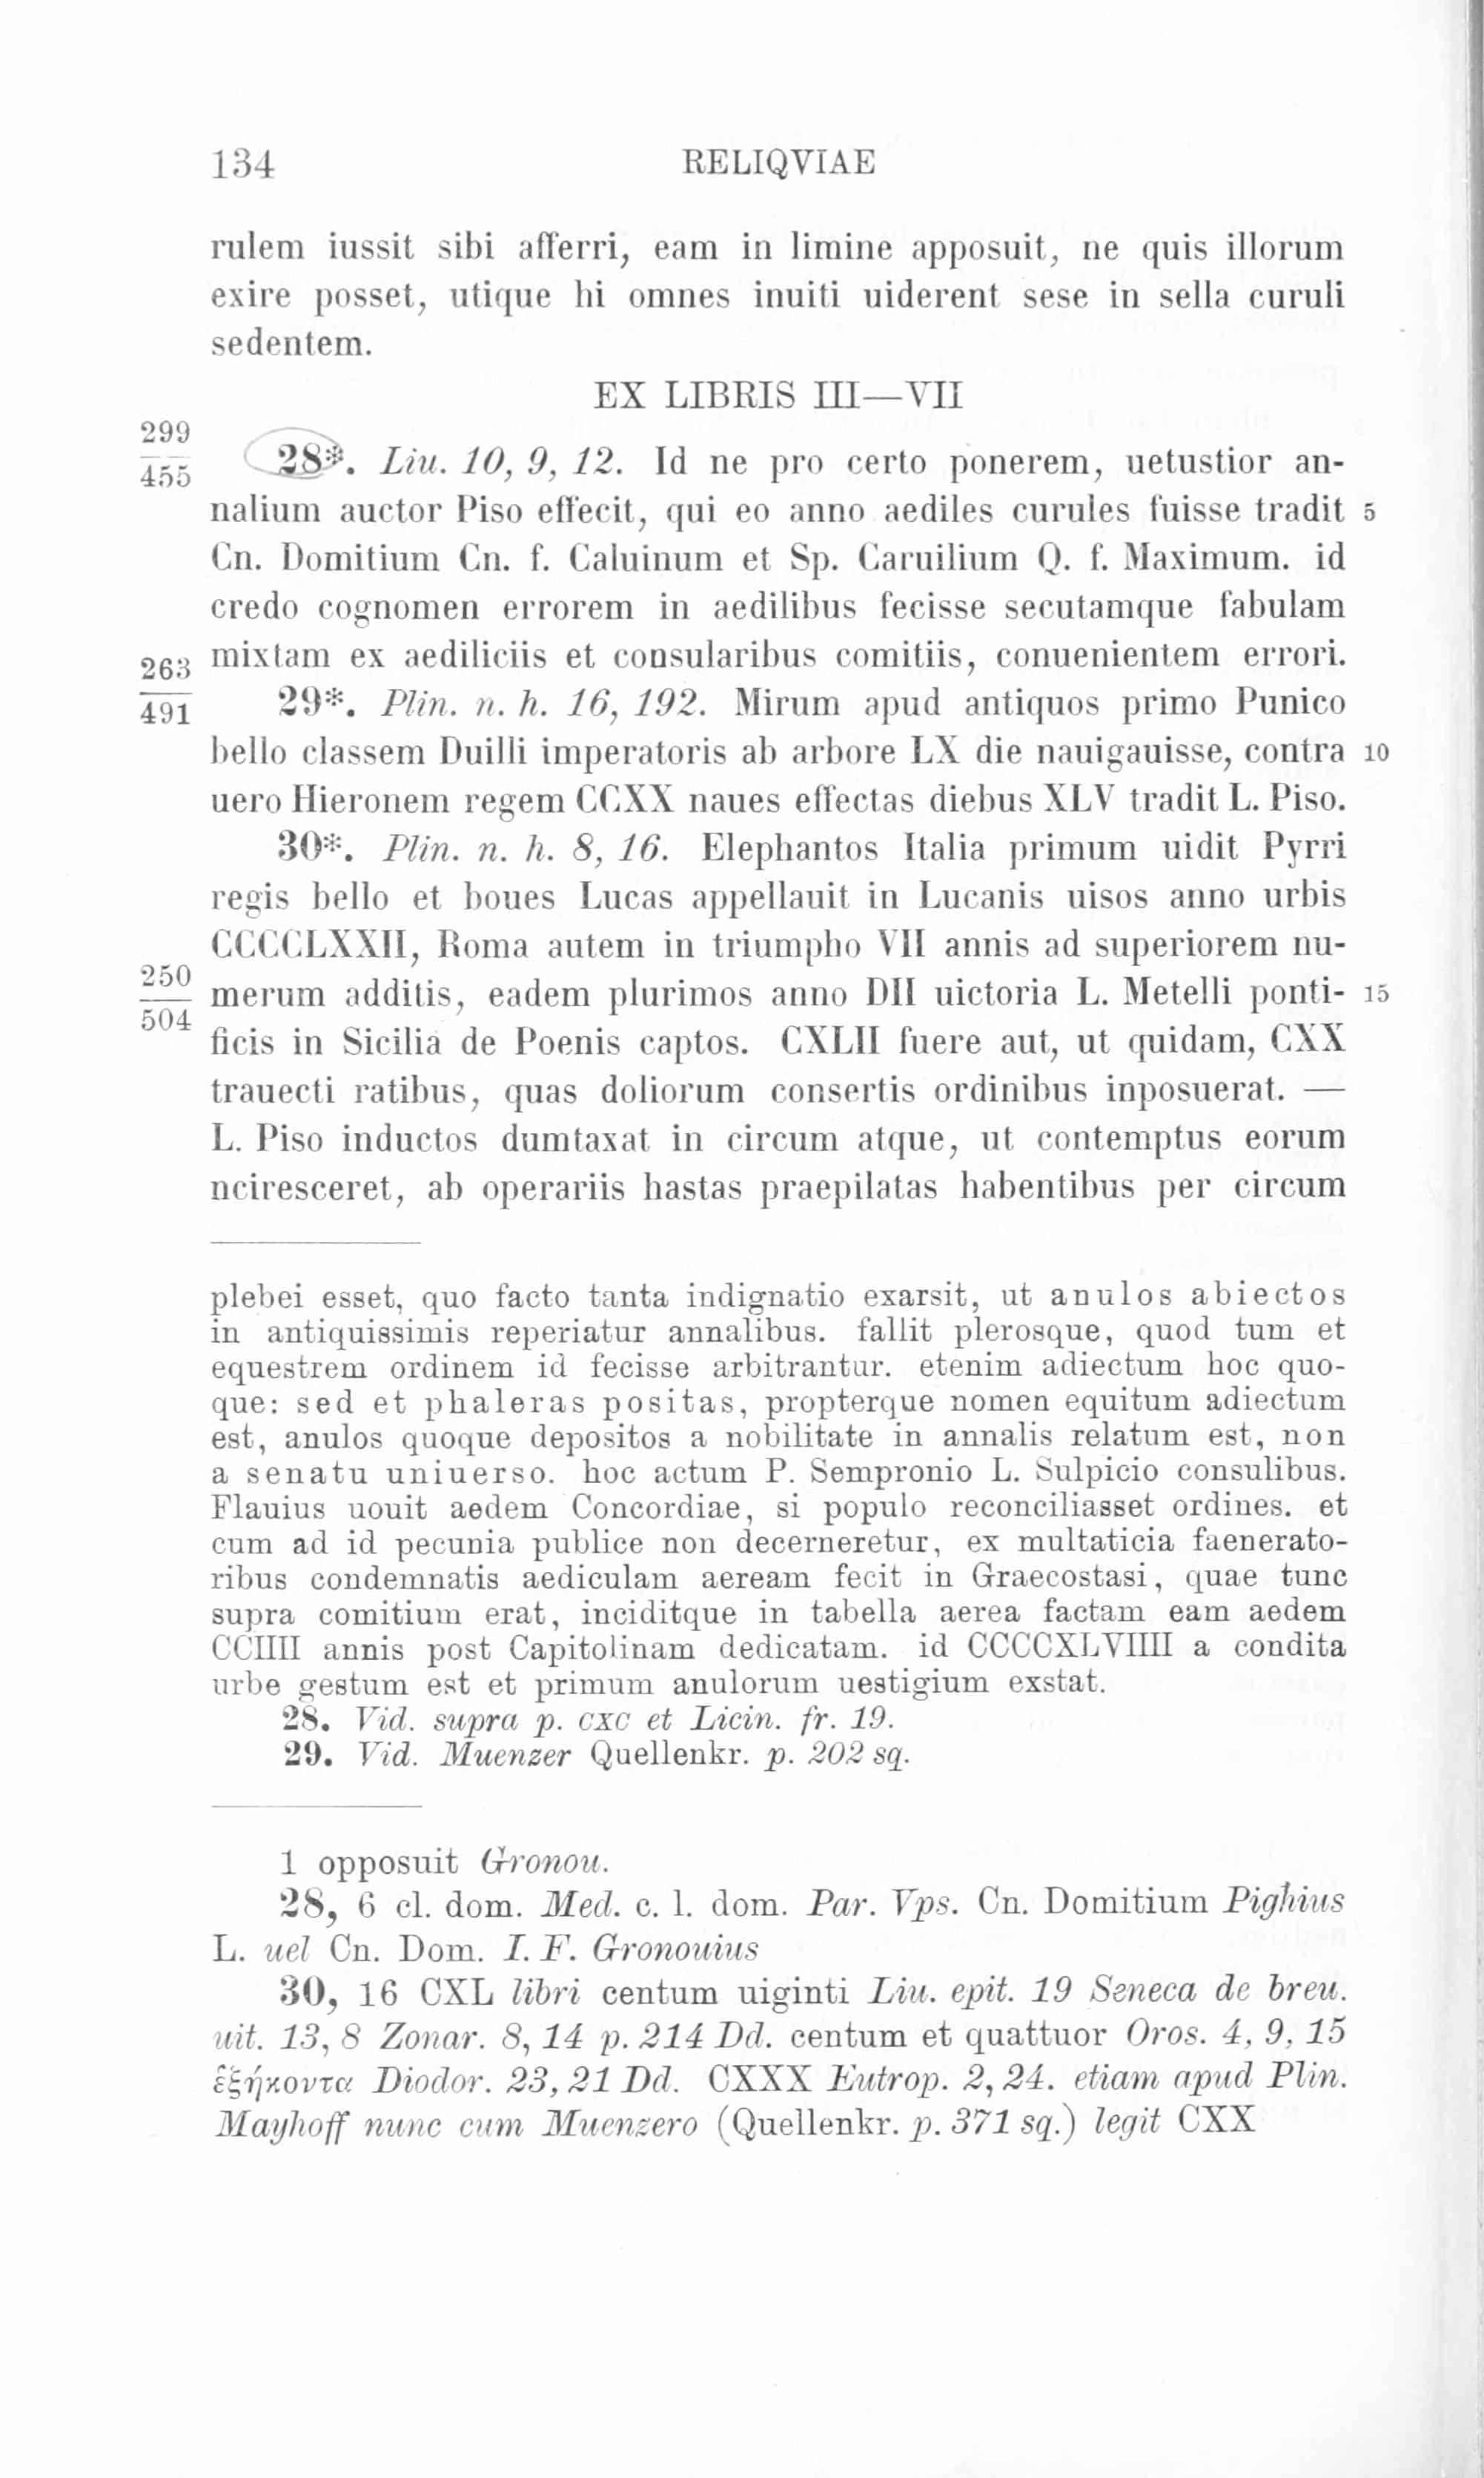 134 RELIQVIAE
rulem iussit sibi afferri, eam in limine apposuit, ne quis illorum
exire posset, utique hi omnes inuiti uiderent sese in sella curuli
sedentem.
EX LIBRIS III—VII
299
455
28*. Liu. 10, 9, 12. Id ne pro certo ponerem, uetustior an-
nalium auctor Piso effecit, qui eo anno aediles curules fuisse tradit 5
Cn. Domitium Cn. f. Caluinum et Sp. Caruilium Q. f. Maximum. id
credo cognomen errorem in aedilibus fecisse secutamque fabulam
mixtam ex aediliciis et consularibus comitiis, conuenientem errori.
263
491
29*. Plin. n. h. 16, 192. Mirum apud antiquos primo Punico
bello classem Duilli imperatoris ab arbore LX die nauigauisse, contra 10
uero Hieronem regem CCXX naues effectas diebus XLV tradit L. Piso.
30*. Plin. n. h. 8, 16. Elephantos Italia primum uidit Pyrri
regis bello et boues Lucas appellauit in Lucanis uisos anno urbis
CCCCLXXII, Roma autem in triumpho VII annis ad superiorem nu-
250
504
merum additis, eadem plurimos anno DII uictoria L. Metelli ponti- 15
ficis in Sicilia de Poenis captos. CXLII fuere aut, ut quidam, CXX
trauecti ratibus, quas doliorum consertis ordinibus inposuerat. —
L. Piso inductos dumtaxat in circum atque, ut contemptus eorum
nciresceret, ab operariis hastas praepilatas habentibus per circum
plebei esset, quo facto tanta indignatio exarsit, ut anulos abiectos
in antiquissimis reperiatur annalibus. fallit plerosque, quod tum et
equestrem ordinem id fecisse arbitrantur. etenim adiectum hoc quo-
que: sed et phaleras positas, propterque nomen equitum adiectum
est, anulos quoque depositos a nobilitate in annalis relatum est, non
a senatu uniuerso. hoc actum P. Sempronio L. Sulpicio consulibus.
Flauius uouit aedem Concordiae, si populo reconciliasset ordines. et
cum ad id pecunia publice non decerneretur, ex multaticia faenerato-
ribus condemnatis aediculam aeream fecit in Graecostasi, quae tunc
supra comitium erat, inciditque in tabella aerea factam eam aedem
CCIIII annis post Capitolinam dedicatam. id CCCCXLVIIII a condita
urbe gestum est et primum anulorum uestigium exstat.
28. Vid. supra p. CXC et Licin. fr. 19.
29. Vid. Muenzer Quellenkr. p. 202 sq.
1 opposuit Gronou.
28, 6 cl. dom. Med. c. l. dom. Par. Vps. Cn. Domitium Pighius
L. uel Cn. Dom. I. F. Gronouius
30, 16 CXL libri centum uiginti Liu. epit. 19 Seneca de breu.
uit. 13, 8 Zonar. 8, 14 p. 214 Dd. centum et quattuor Oros. 4, 9, 15
ἑξήκοντα Diodor. 23, 21 Dd. CXXX Eutrop. 2, 24. etiam apud Plin.
Mayhoff nunc cum Muenzero (Quellenkr. p. 371 sq.) legit CXX